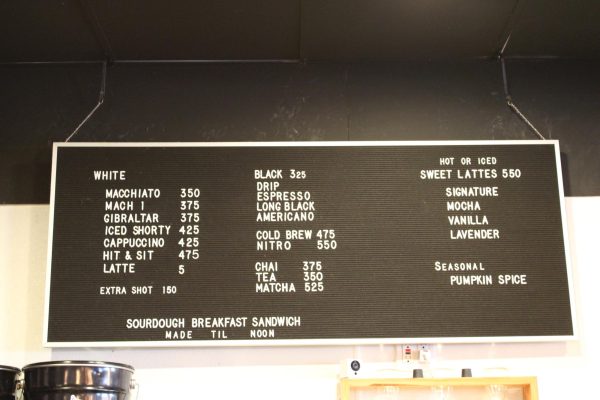 WHITE
MACCHIATO 350
MACH 1 375
GIBRALTAR 375
ICED SHORTY 425
CAPPUCCINO 425
HIT & SIT 475
LATTE 5
EXTRA SHOT 150
BLACK 325
DRIP
ESPRESSO
LONG BLACK
AMERICANO
COLD BREW 475
NITRO 550
CHAI 375
TEA 350
MATCHA 525
HOT OR ICED
SWEET LATTES 550
SIGNATURE
MOCHA
VANILLA
LAVENDER
SEASONAL
PUMPKIN SPICE
SOURDOUGH BREAKFAST SANDWICH
MADE TIL NOON